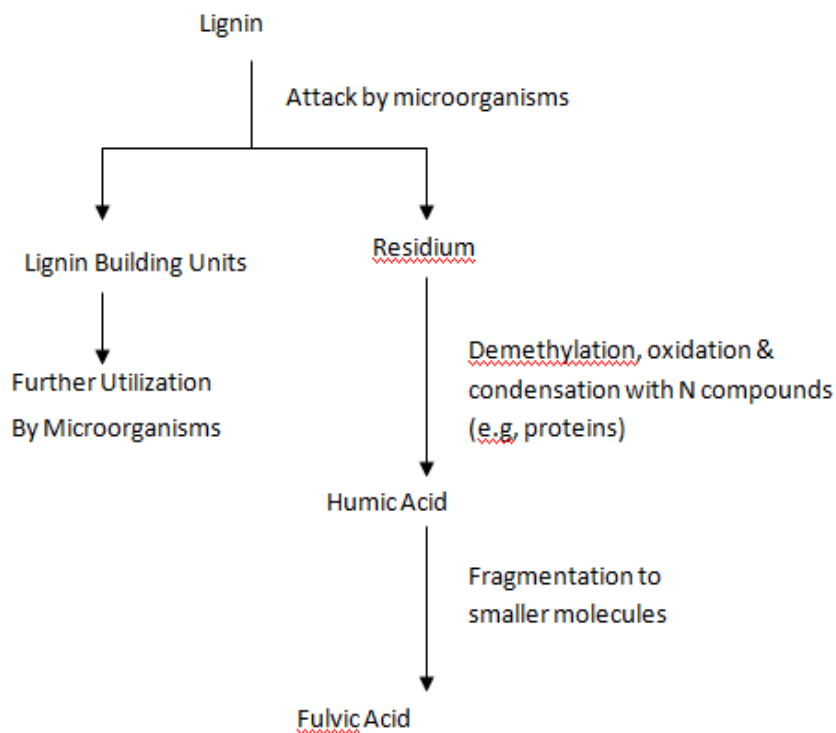 Lignin
Attack by microorganisms
Lignin Building Units
Residium
Further Utilization
By Microorganisms
Demethylation, oxidation &
condensation with N compounds
(e.g, proteins)
Humic Acid
Fragmentation to
smaller molecules
Fulvic Acid